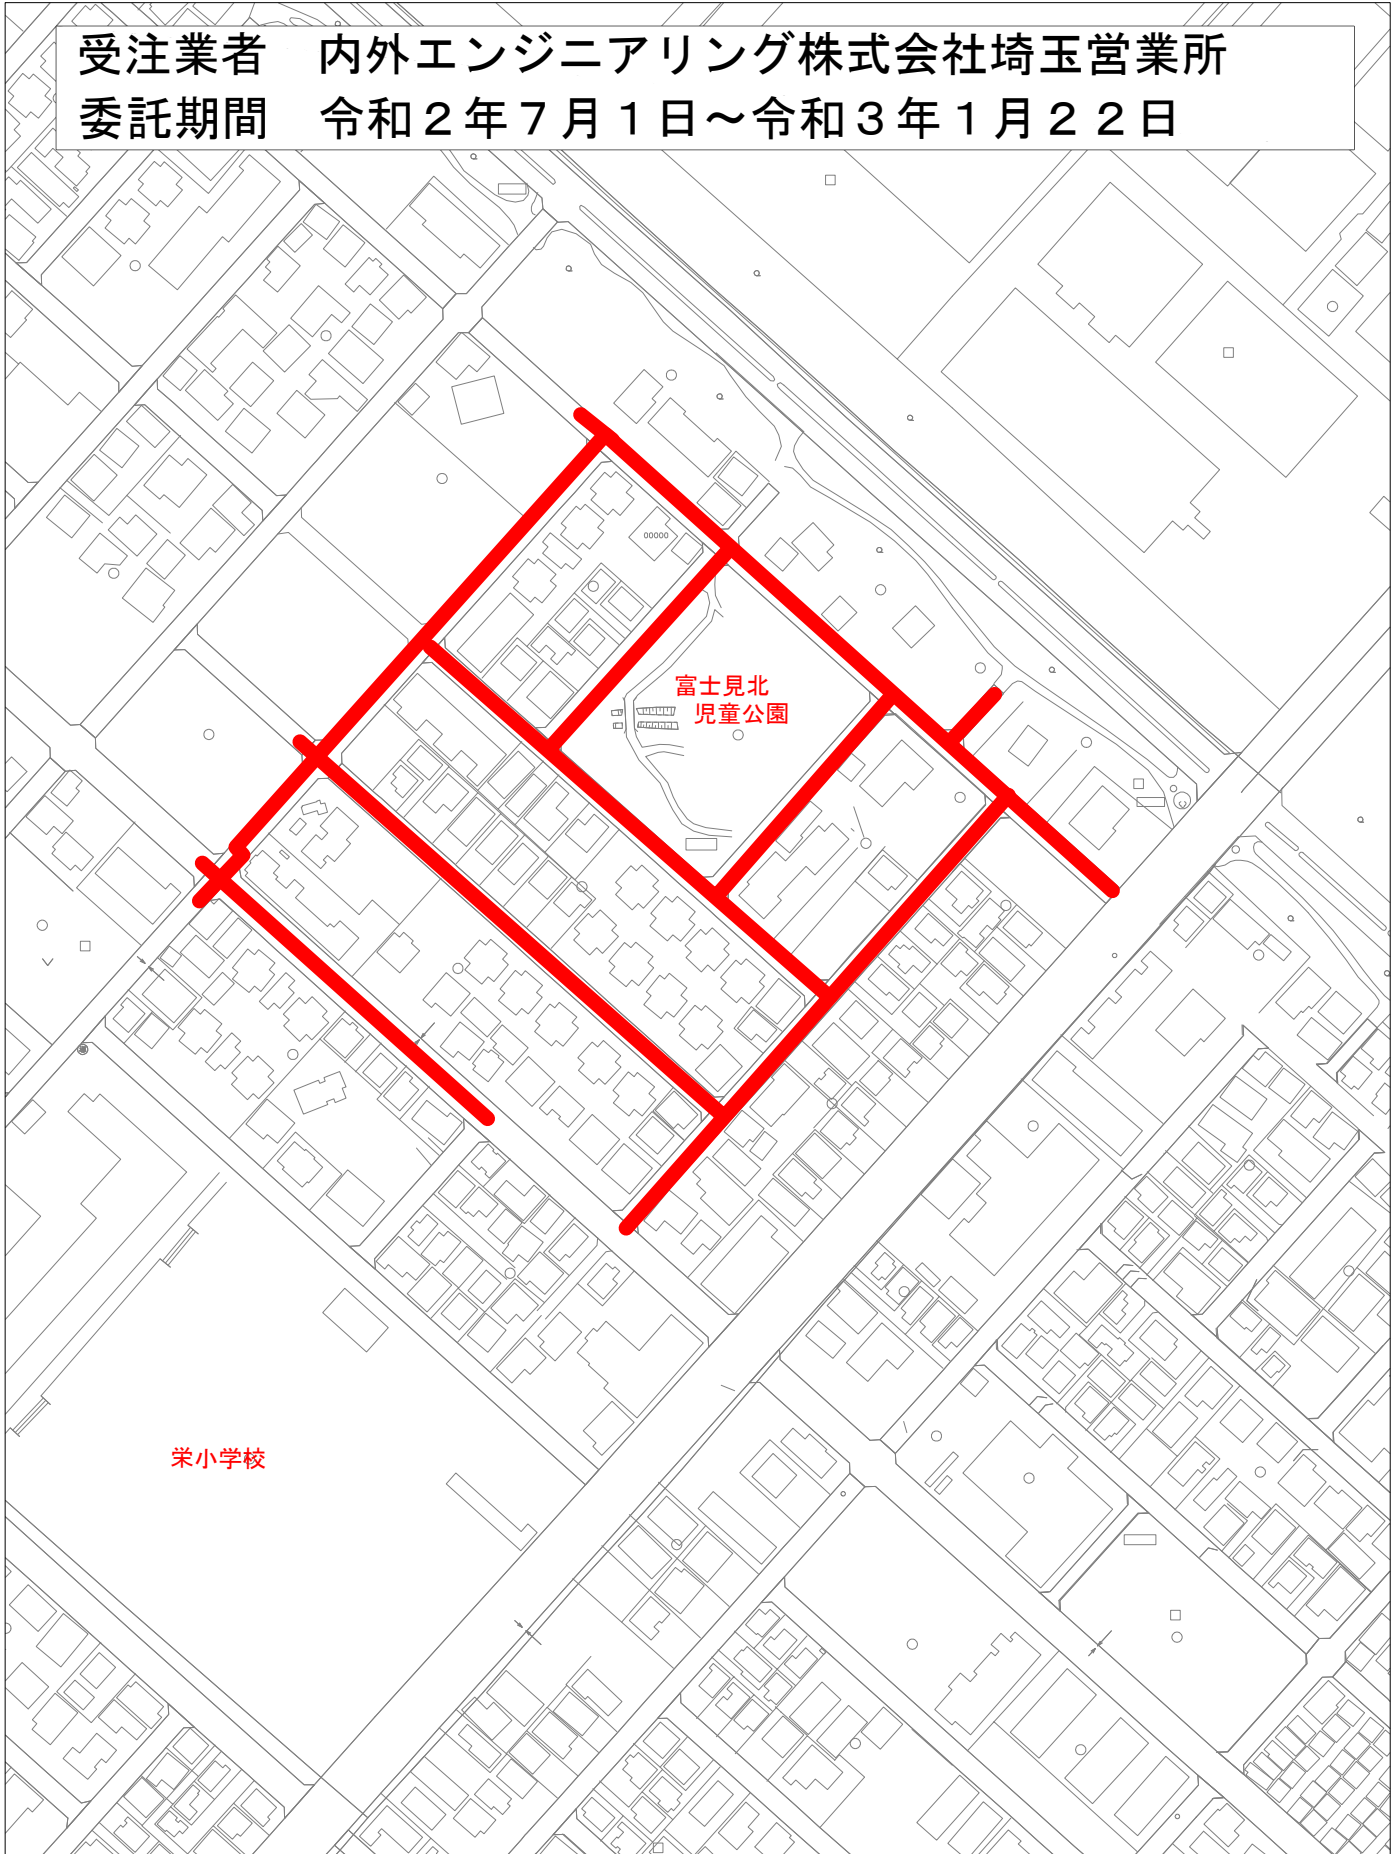 受注業者　内外エンジニアリング株式会社埼玉営業所
委託期間　令和２年７月１日～令和３年１月２２日
00000
富士見北
児童公園
栄小学校